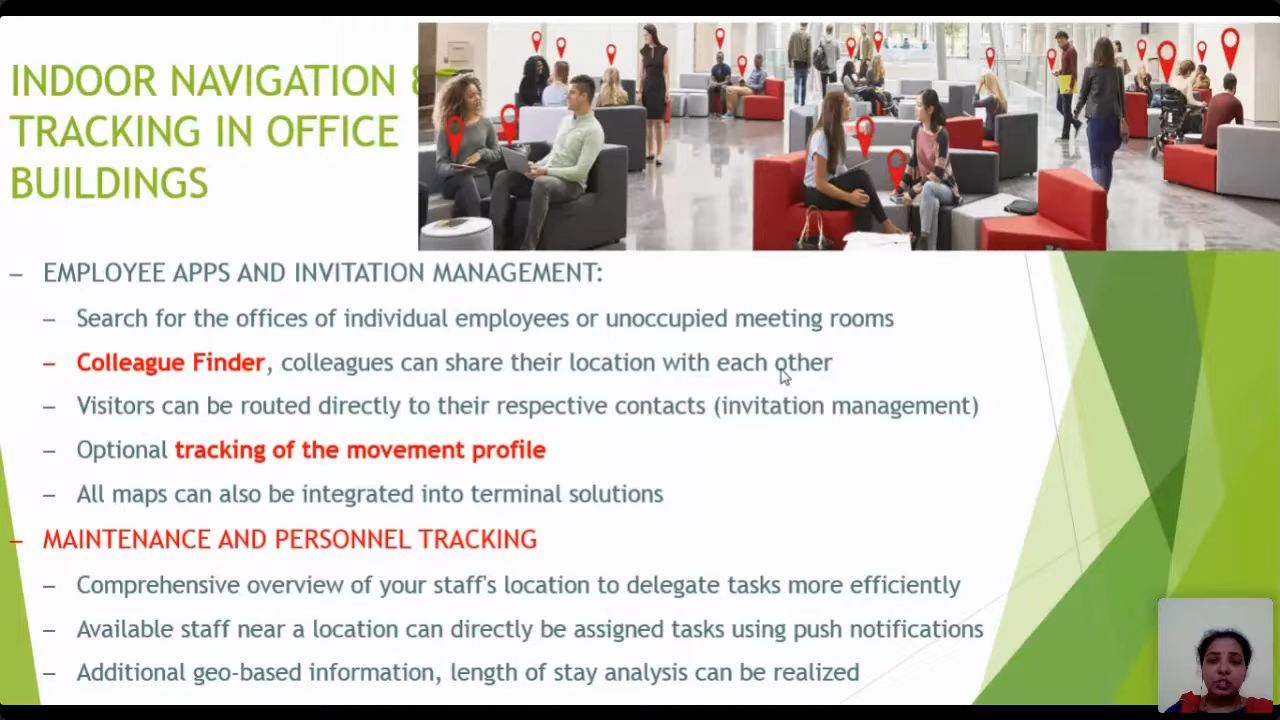 INDOOR NAVIGATION &
TRACKING IN OFFICE
BUILDINGS
– EMPLOYEE APPS AND INVITATION MANAGEMENT:
– Search for the offices of individual employees or unoccupied meeting rooms
– Colleague Finder, colleagues can share their location with each other
– Visitors can be routed directly to their respective contacts (invitation management)
– Optional tracking of the movement profile
– All maps can also be integrated into terminal solutions
– MAINTENANCE AND PERSONNEL TRACKING
– Comprehensive overview of your staff's location to delegate tasks more efficiently
– Available staff near a location can directly be assigned tasks using push notifications
– Additional geo-based information, length of stay analysis can be realized